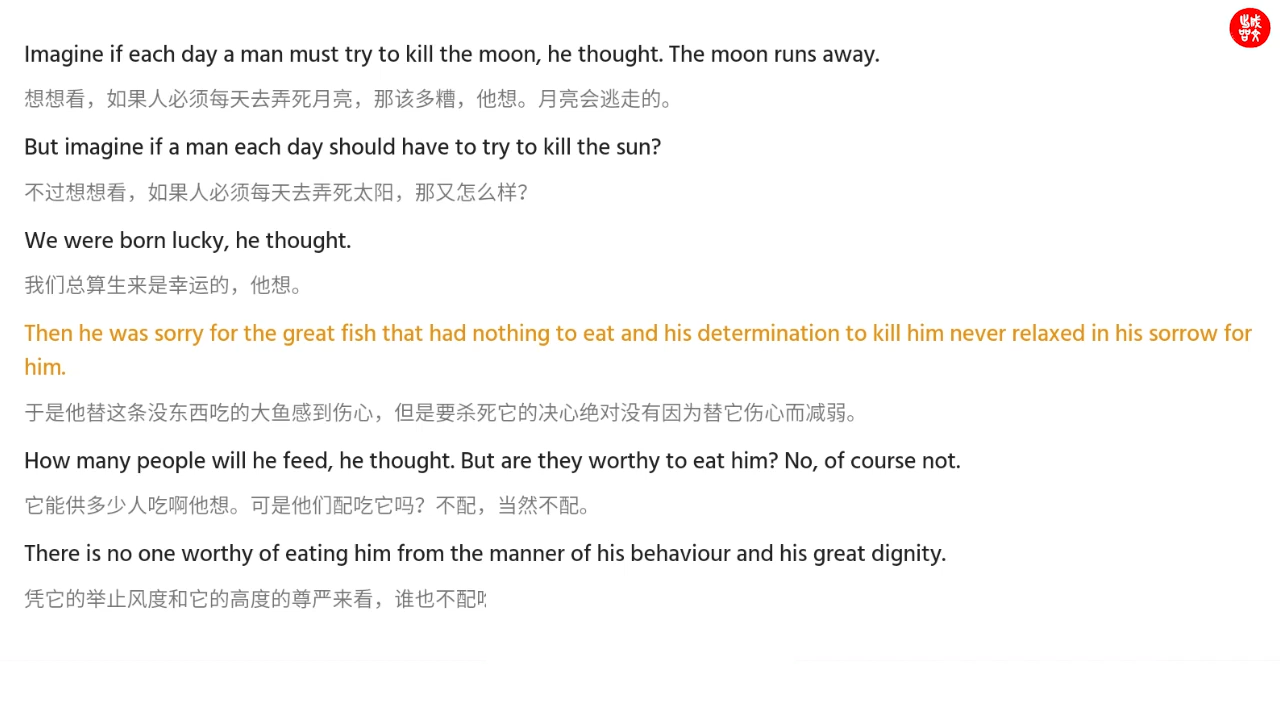 Imagine if each day a man must try to kill the moon, he thought. The moon runs away.
想想看，如果人必须每天去弄死月亮，那该多糟，他想。月亮会逃走的。
But imagine if a man each day should have to try to kill the sun?
不过想想看，如果人必须每天去弄死太阳，那又怎么样？
We were born lucky, he thought.
我们总算生来是幸运的，他想。
Then he was sorry for the great fish that had nothing to eat and his determination to kill him never relaxed in his sorrow for
him.
于是他替这条没东西吃的大鱼感到伤心，但是要杀死它的决心绝对没有因为替它伤心而减弱。
How many people will he feed, he thought. But are they worthy to eat him? No, of course not.
它能供多少人吃啊他想。可是他们配吃它吗？不配，当然不配。
There is no one worthy of eating him from the manner of his behaviour and his great dignity.
凭它的举止风度和它的高度的尊严来看，谁也不配